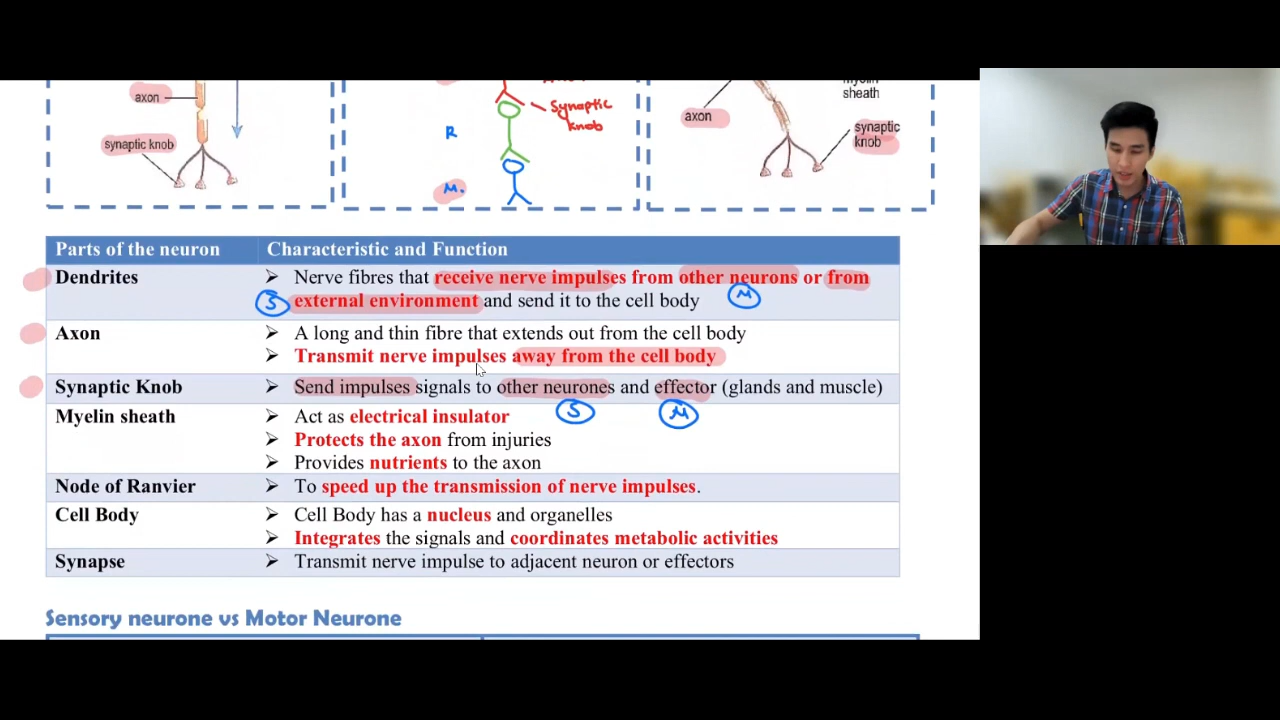 axon
synaptic knob
Synaptic
knob
R
M.
axon
sheath
synaptic
knob
Parts of the neuron
Characteristic and Function
Dendrites
➢ Nerve fibres that receive nerve impulses from other neurons or from
S external environment and send it to the cell body M
Axon
➢ A long and thin fibre that extends out from the cell body
➢ Transmit nerve impulses away from the cell body
Synaptic Knob
➢ Send impulses signals to other neurones and effector (glands and muscle)
S M
Myelin sheath
➢ Act as electrical insulator
➢ Protects the axon from injuries
➢ Provides nutrients to the axon
Node of Ranvier
➢ To speed up the transmission of nerve impulses.
Cell Body
➢ Cell Body has a nucleus and organelles
➢ Integrates the signals and coordinates metabolic activities
Synapse
➢ Transmit nerve impulse to adjacent neuron or effectors
Sensory neurone vs Motor Neurone